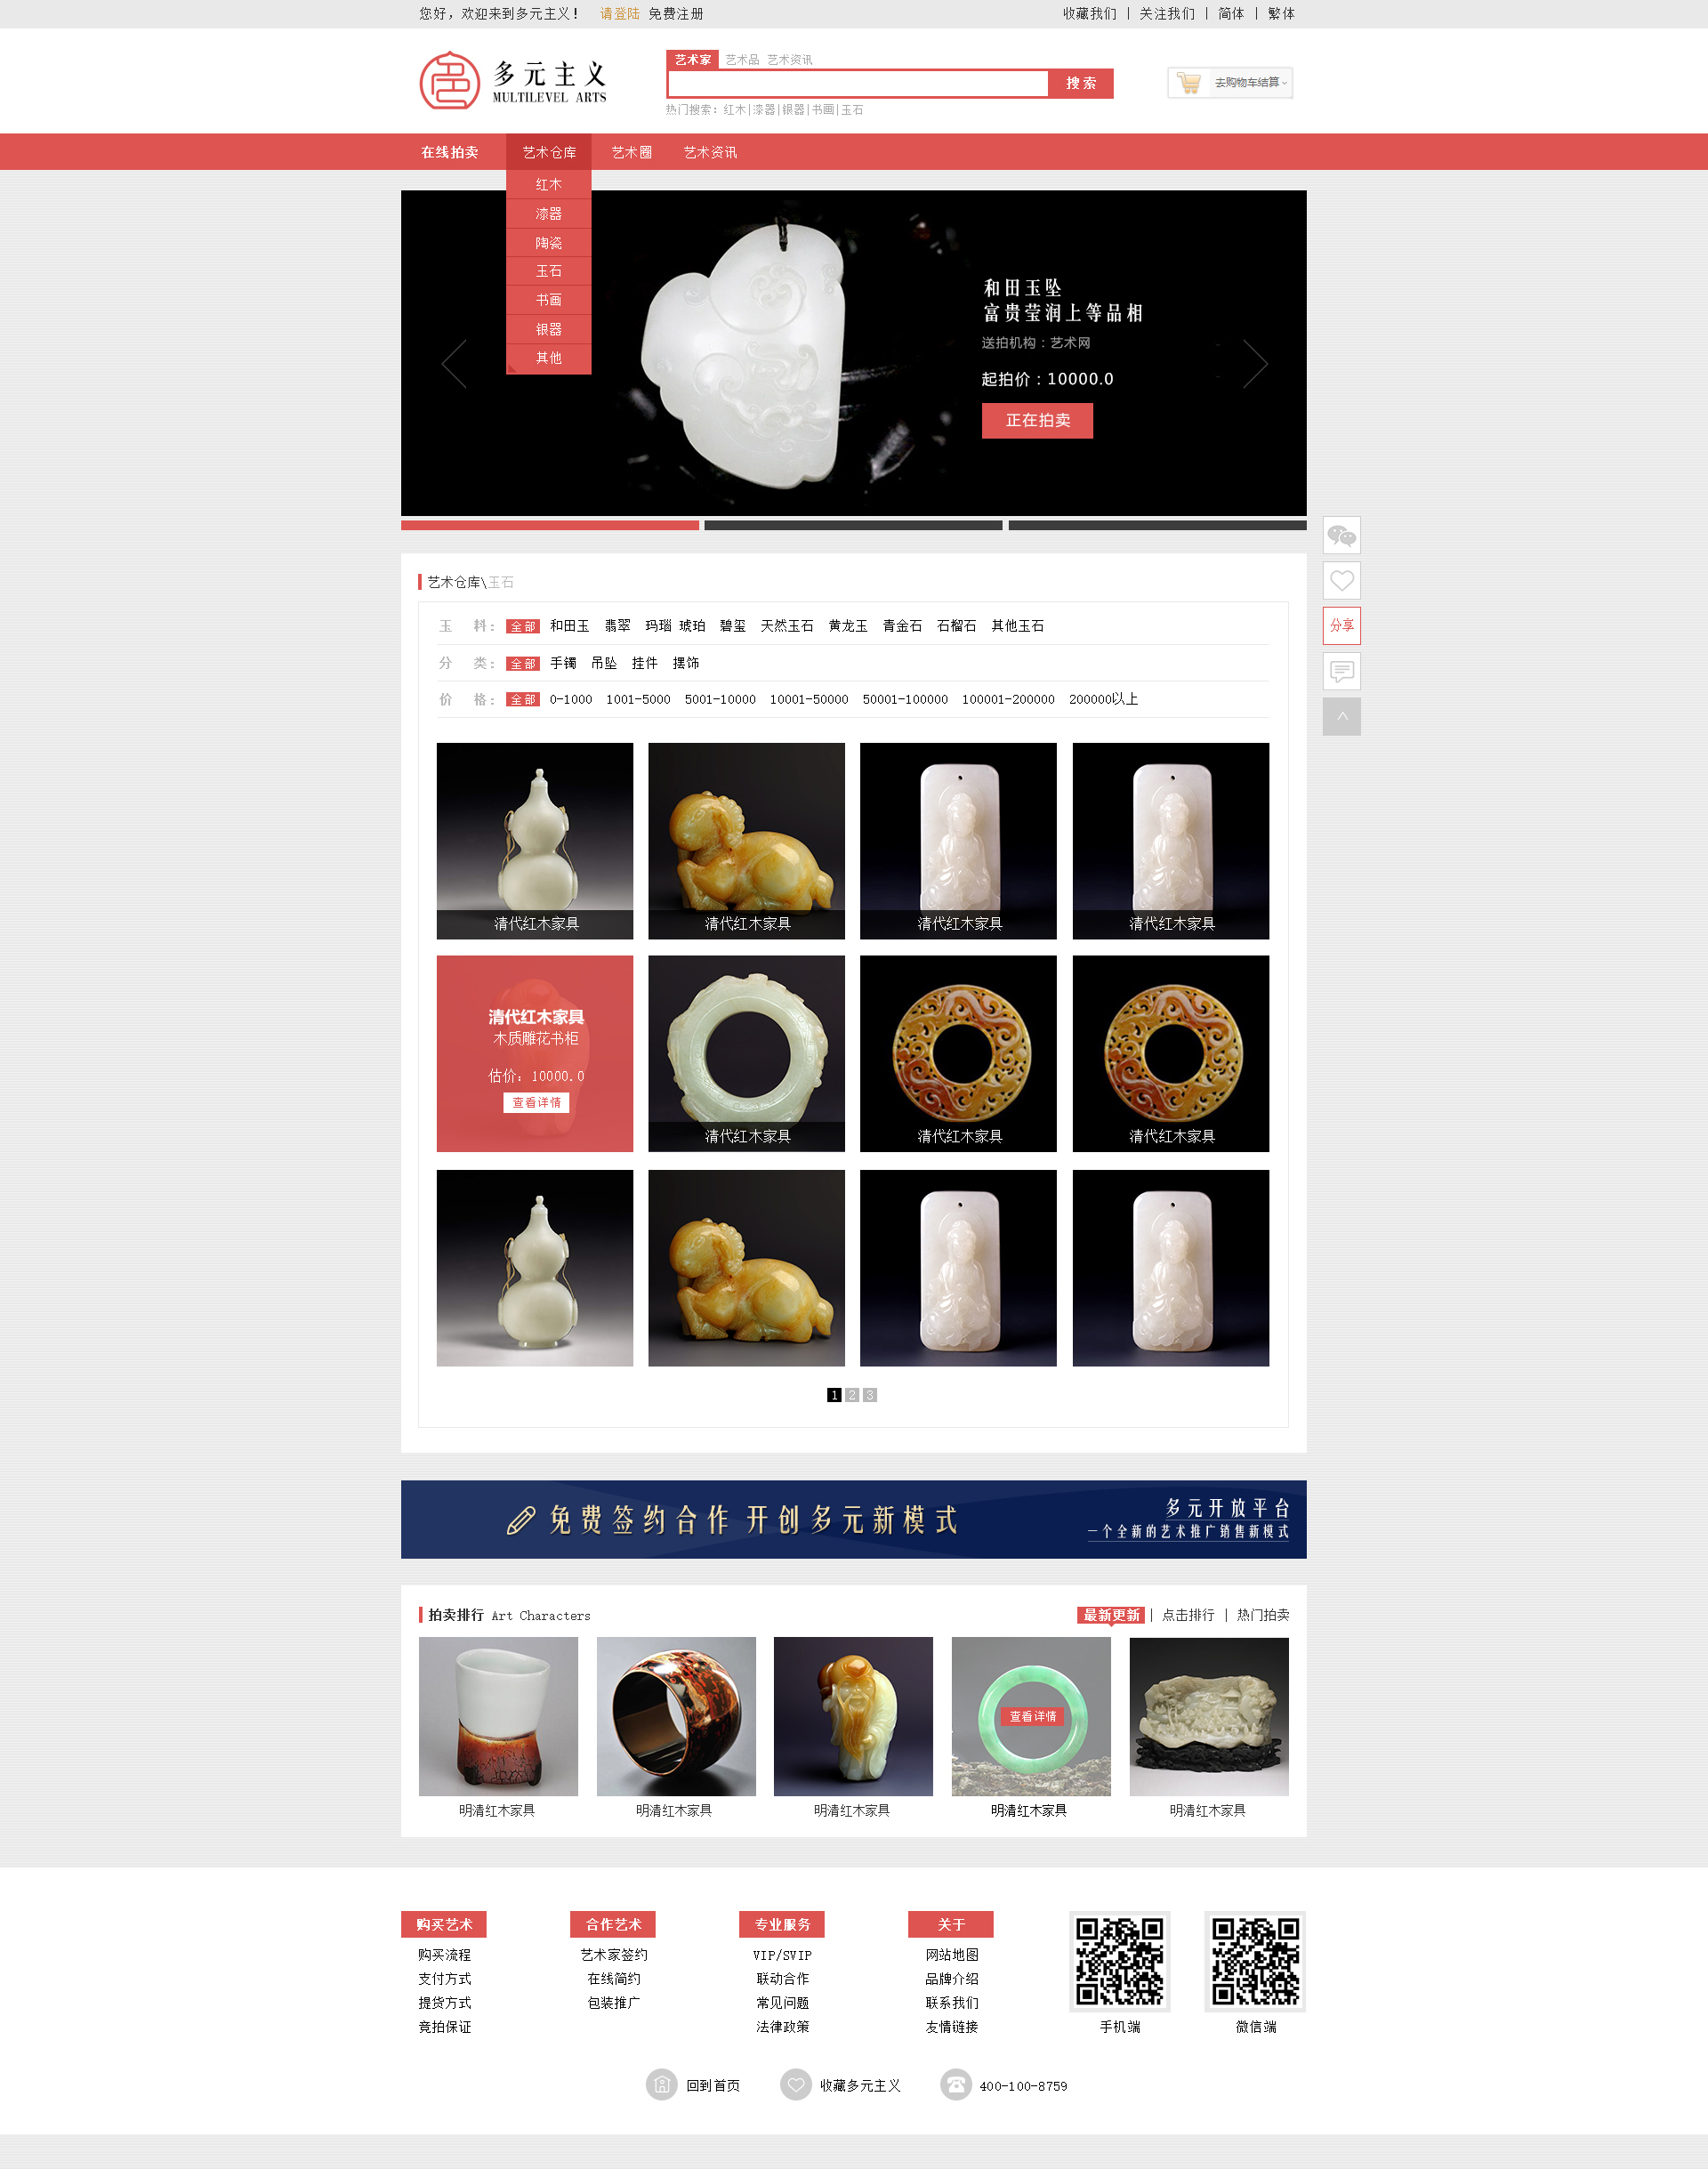 您好，欢迎来到多元主义！ 请登陆 免费注册
收藏我们 | 关注我们 | 简体 | 繁体
多元主义
MULTILEVEL ARTS
艺术家 艺术品 艺术资讯
搜索
热门搜索：红木|漆器|银器|书画|玉石
去购物车结算
在线拍卖 艺术仓库 艺术圈 艺术资讯
红木
漆器
陶瓷
玉石
书画
银器
其他
和田玉坠
富贵莹润上等品相
送拍机构：艺术网
起拍价：10000.0
正在拍卖
分享
艺术仓库\玉石
玉 料： 全部 和田玉 翡翠 玛瑙 琥珀 碧玺 天然玉石 黄龙玉 青金石 石榴石 其他玉石
分 类： 全部 手镯 吊坠 挂件 摆饰
价 格： 全部 0-1000 1001-5000 5001-10000 10001-50000 50001-100000 100001-200000 200000以上
清代红木家具 清代红木家具 清代红木家具 清代红木家具
清代红木家具
木质雕花书柜
估价：10000.0
查看详情
清代红木家具 清代红木家具 清代红木家具
1 2 3
免费签约合作 开创多元新模式
多元开放平台
一个全新的艺术推广销售新模式
拍卖排行 Art Characters
最新更新 | 点击排行 | 热门拍卖
查看详情
明清红木家具 明清红木家具 明清红木家具 明清红木家具 明清红木家具
购买艺术
购买流程
支付方式
提货方式
竞拍保证
合作艺术
艺术家签约
在线简约
包装推广
专业服务
VIP/SVIP
联动合作
常见问题
法律政策
关于
网站地图
品牌介绍
联系我们
友情链接
手机端
微信端
回到首页 收藏多元主义 400-100-8759